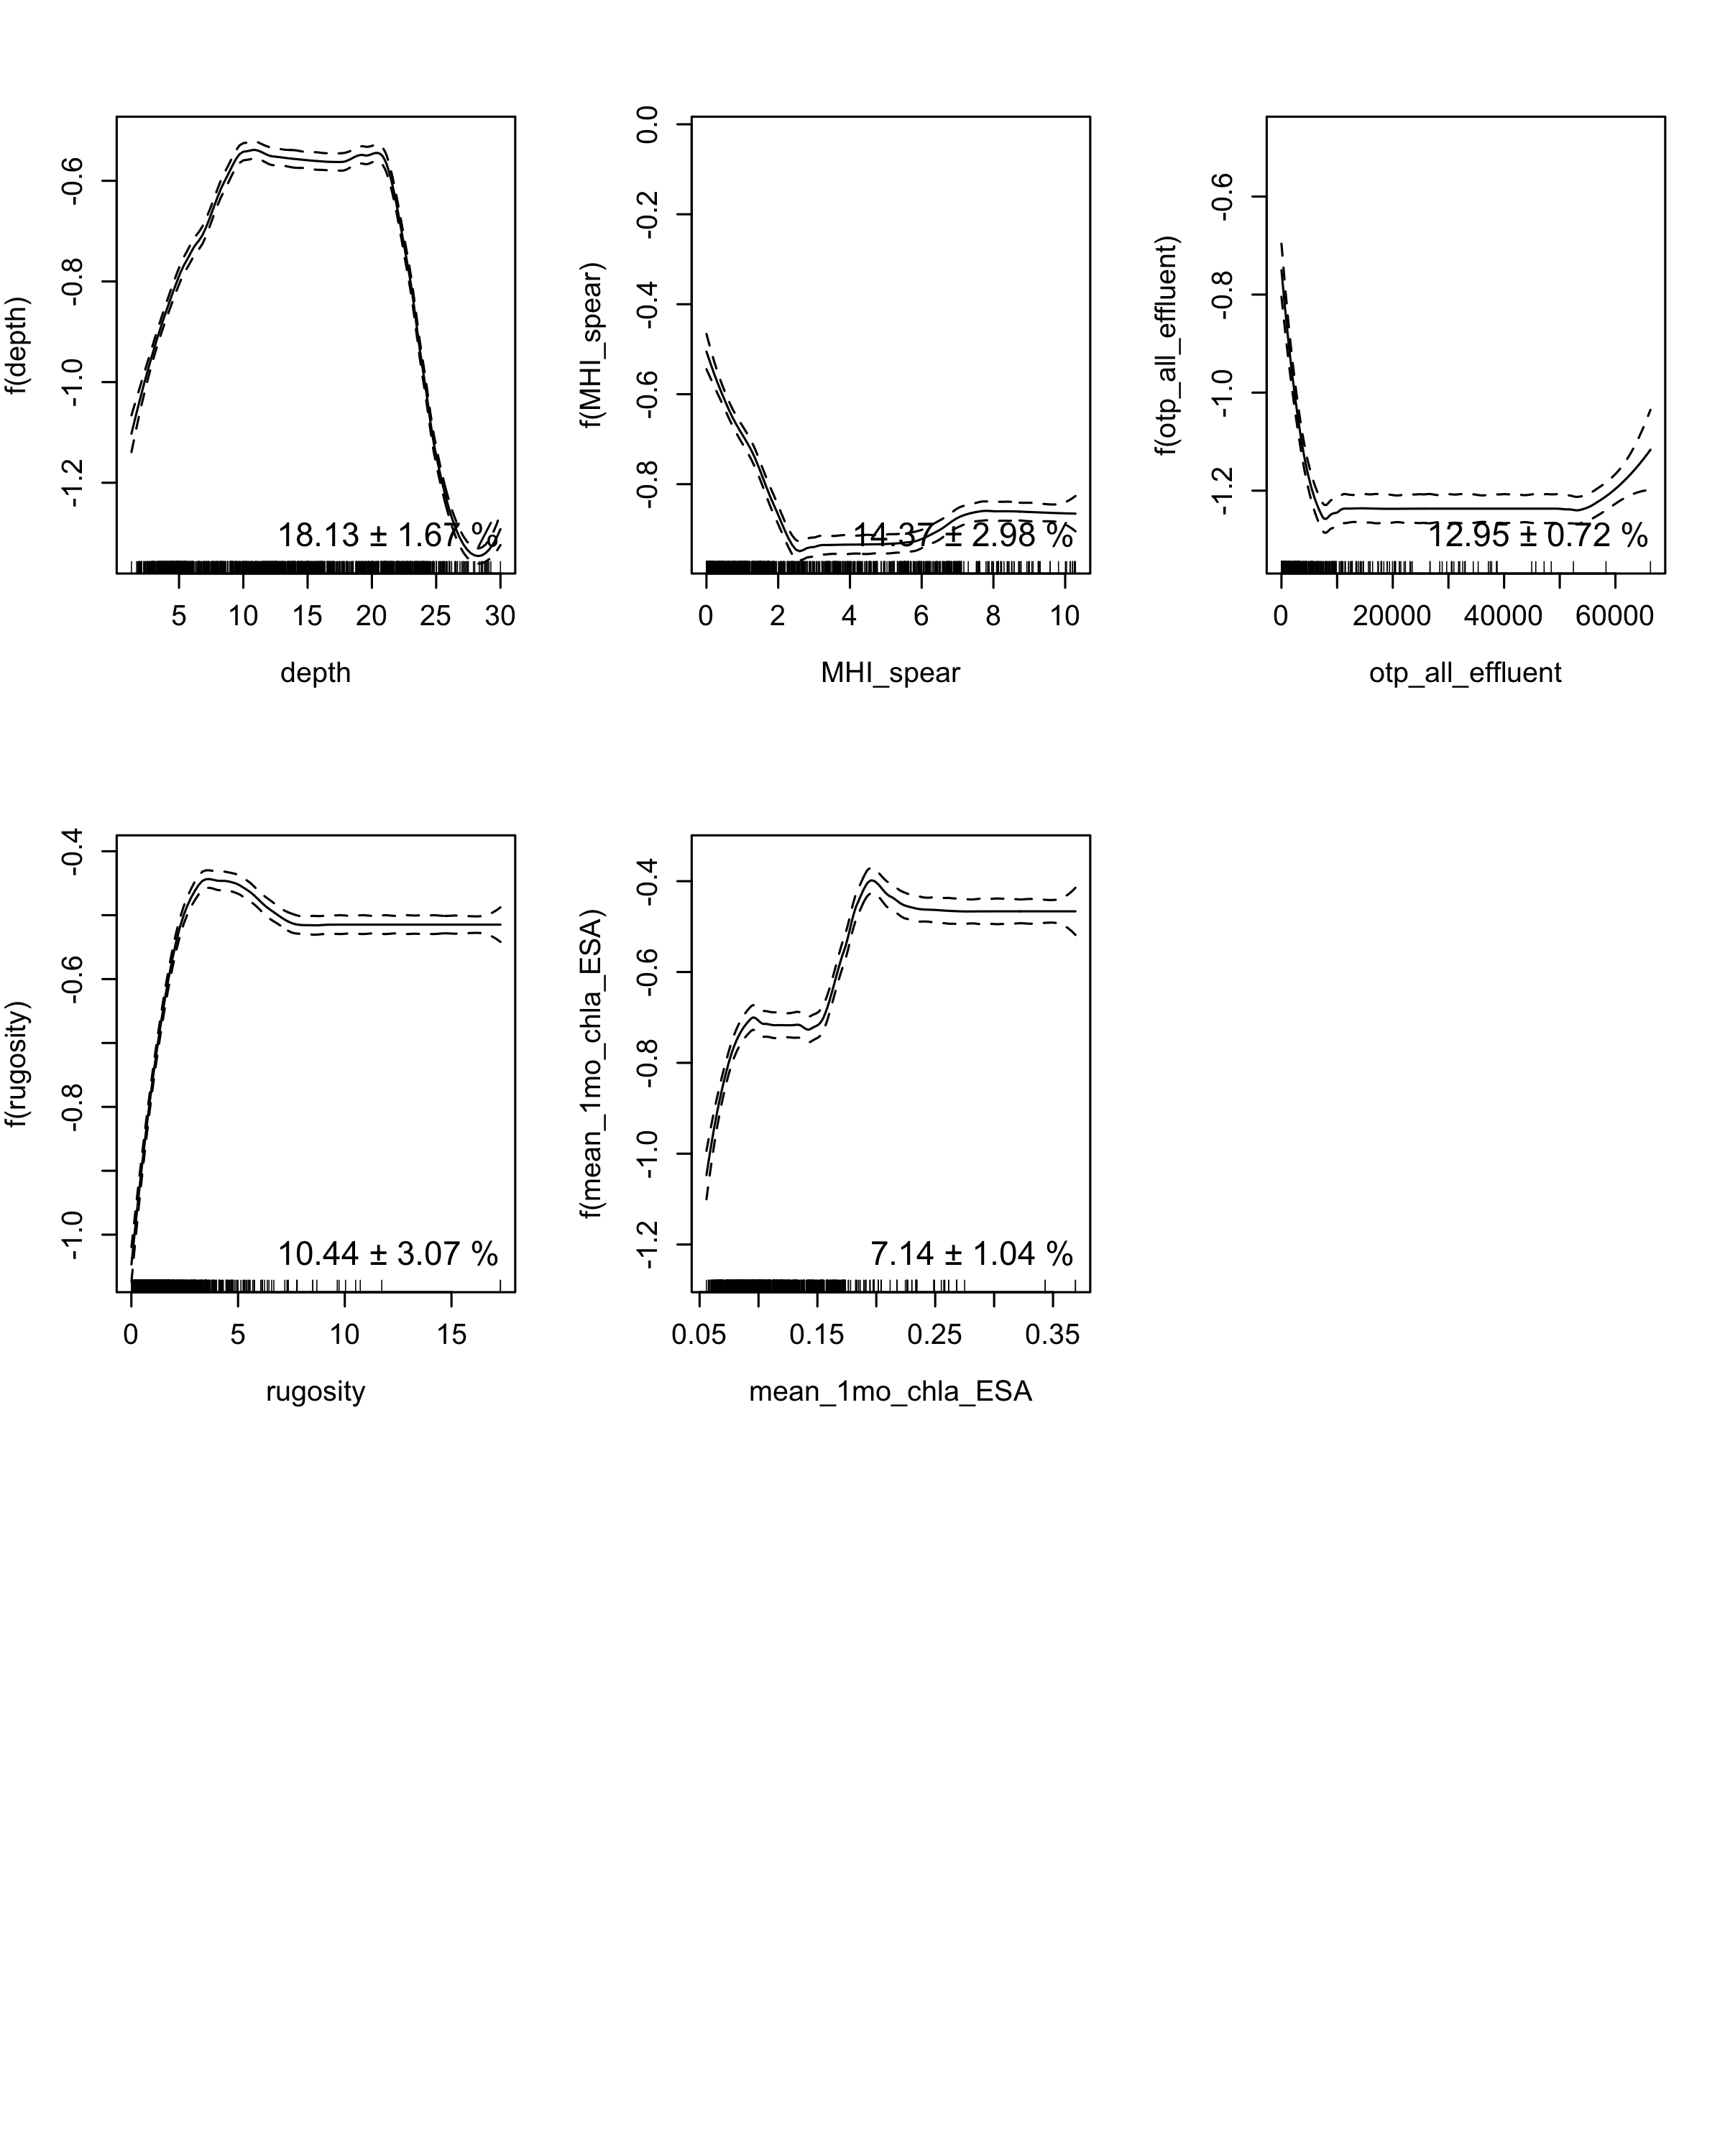 f(depth)
-0.6
-0.8
-1.0
-1.2
18.13 ± 1.67 %
5 10 15 20 25 30
depth
f(MHI_spear)
0.0
-0.2
-0.4
-0.6
-0.8
14.37 ± 2.98 %
0 2 4 6 8 10
MHI_spear
f(otp_all_effluent)
-0.6
-0.8
-1.0
-1.2
12.95 ± 0.72 %
0 20000 40000 60000
otp_all_effluent
f(rugosity)
-0.4
-0.6
-0.8
-1.0
10.44 ± 3.07 %
0 5 10 15
rugosity
f(mean_1mo_chla_ESA)
-0.4
-0.6
-0.8
-1.0
-1.2
7.14 ± 1.04 %
0.05 0.15 0.25 0.35
mean_1mo_chla_ESA